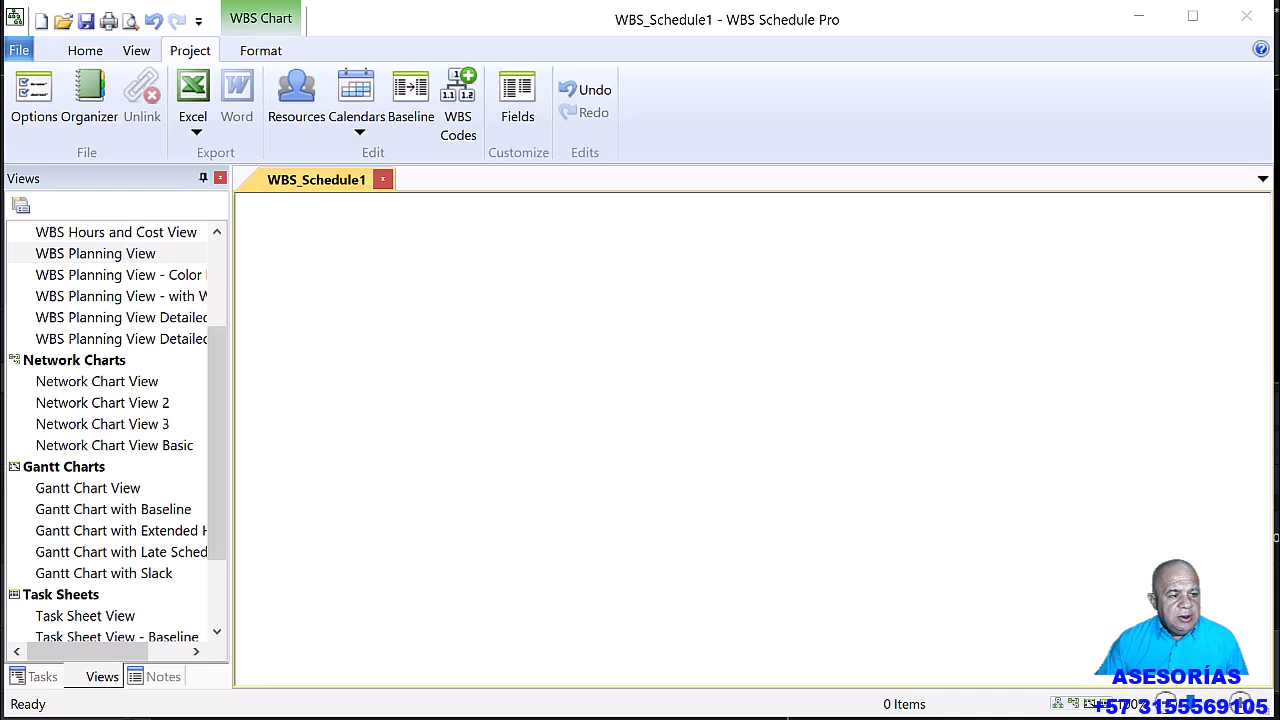 WBS Chart
WBS_Schedule1 - WBS Schedule Pro
File
Home
View
Project
Format
Options
Organizer
Unlink
Excel
Word
Resources
Calendars
Baseline
WBS
Codes
Fields
Undo
Redo
File
Export
Edit
Customize
Edits
Views
WBS_Schedule1
WBS Hours and Cost View
WBS Planning View
WBS Planning View - Color
WBS Planning View - with W
WBS Planning View Detailed
WBS Planning View Detailed
Network Charts
Network Chart View
Network Chart View 2
Network Chart View 3
Network Chart View Basic
Gantt Charts
Gantt Chart View
Gantt Chart with Baseline
Gantt Chart with Extended H
Gantt Chart with Late Sched
Gantt Chart with Slack
Task Sheets
Task Sheet View
Task Sheet View - Baseline
Tasks
Views
Notes
ASESORÍAS
+57 3155569105
Ready
0 Items